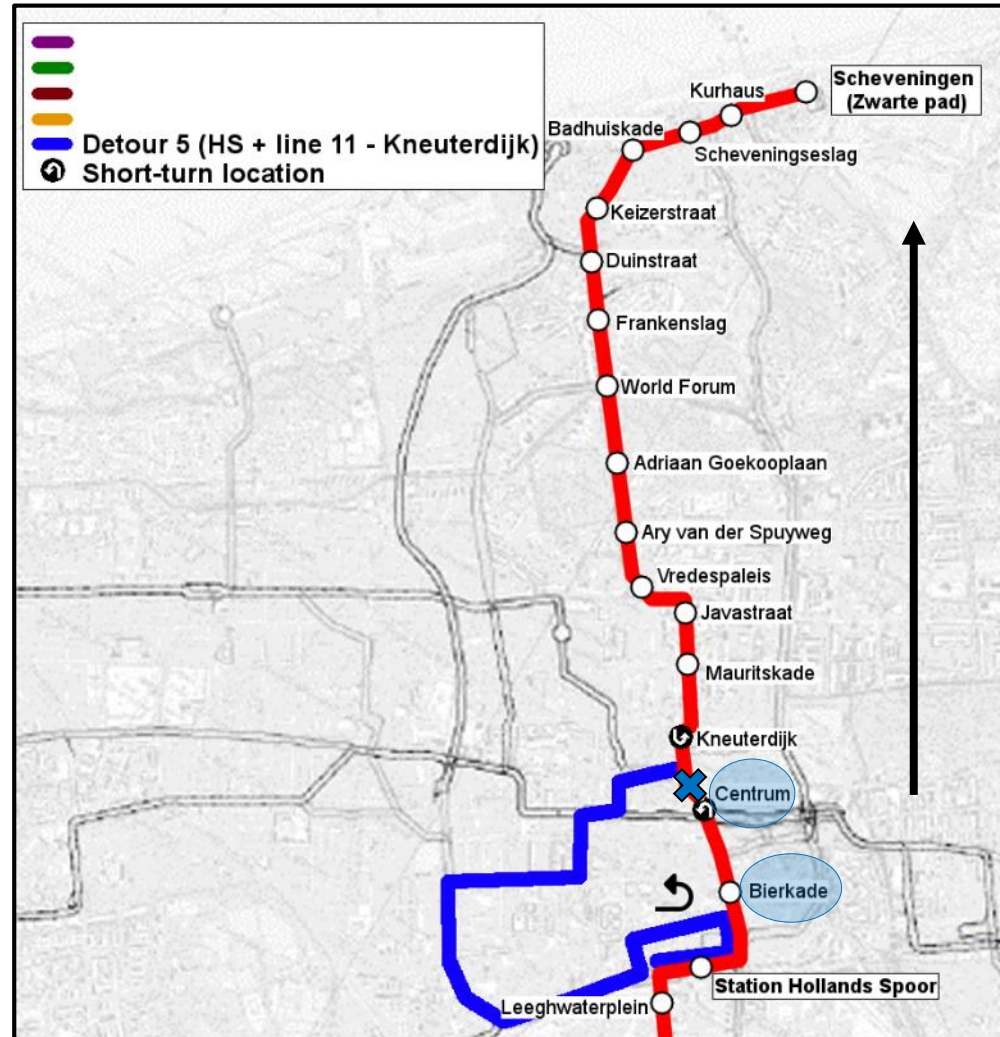 Detour 5 (HS + line 11 - Kneuterdijk)
Short-turn location
Scheveningen
(Zwarte pad)
Kurhaus
Badhuiskade
Scheveningseslag
Keizerstraat
Duinstraat
Frankenslag
World Forum
Adriaan Goekooplaan
Ary van der Spuyweg
Vredespaleis
Javastraat
Mauritskade
Kneuterdijk
Centrum
Bierkade
Station Hollands Spoor
Leeghwaterplein